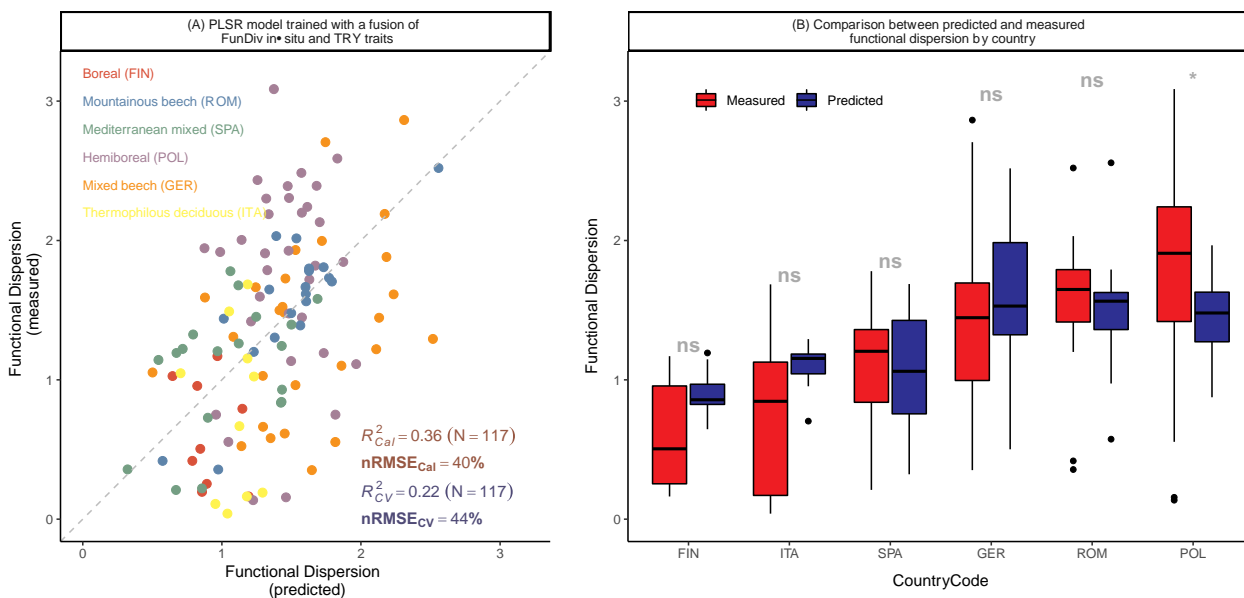 (A) PLSR model trained with a fusion of
FunDiv in• situ and TRY traits
Boreal (FIN)
Mountainous beech (ROM)
Mediterranean mixed (SPA)
Hemiboreal (POL)
Mixed beech (GER)
Thermophilous deciduous (ITA)
3
2
1
0
Functional Dispersion
(measured)
R²Cal = 0.36 (N = 117)
nRMSECal = 40%
R²CV = 0.22 (N = 117)
nRMSECV = 44%
0 1 2 3
Functional Dispersion
(predicted)
(B) Comparison between predicted and measured
functional dispersion by country
Measured Predicted
ns ns ns ns ns *
3
2
1
0
Functional Dispersion
FIN ITA SPA GER ROM POL
CountryCode